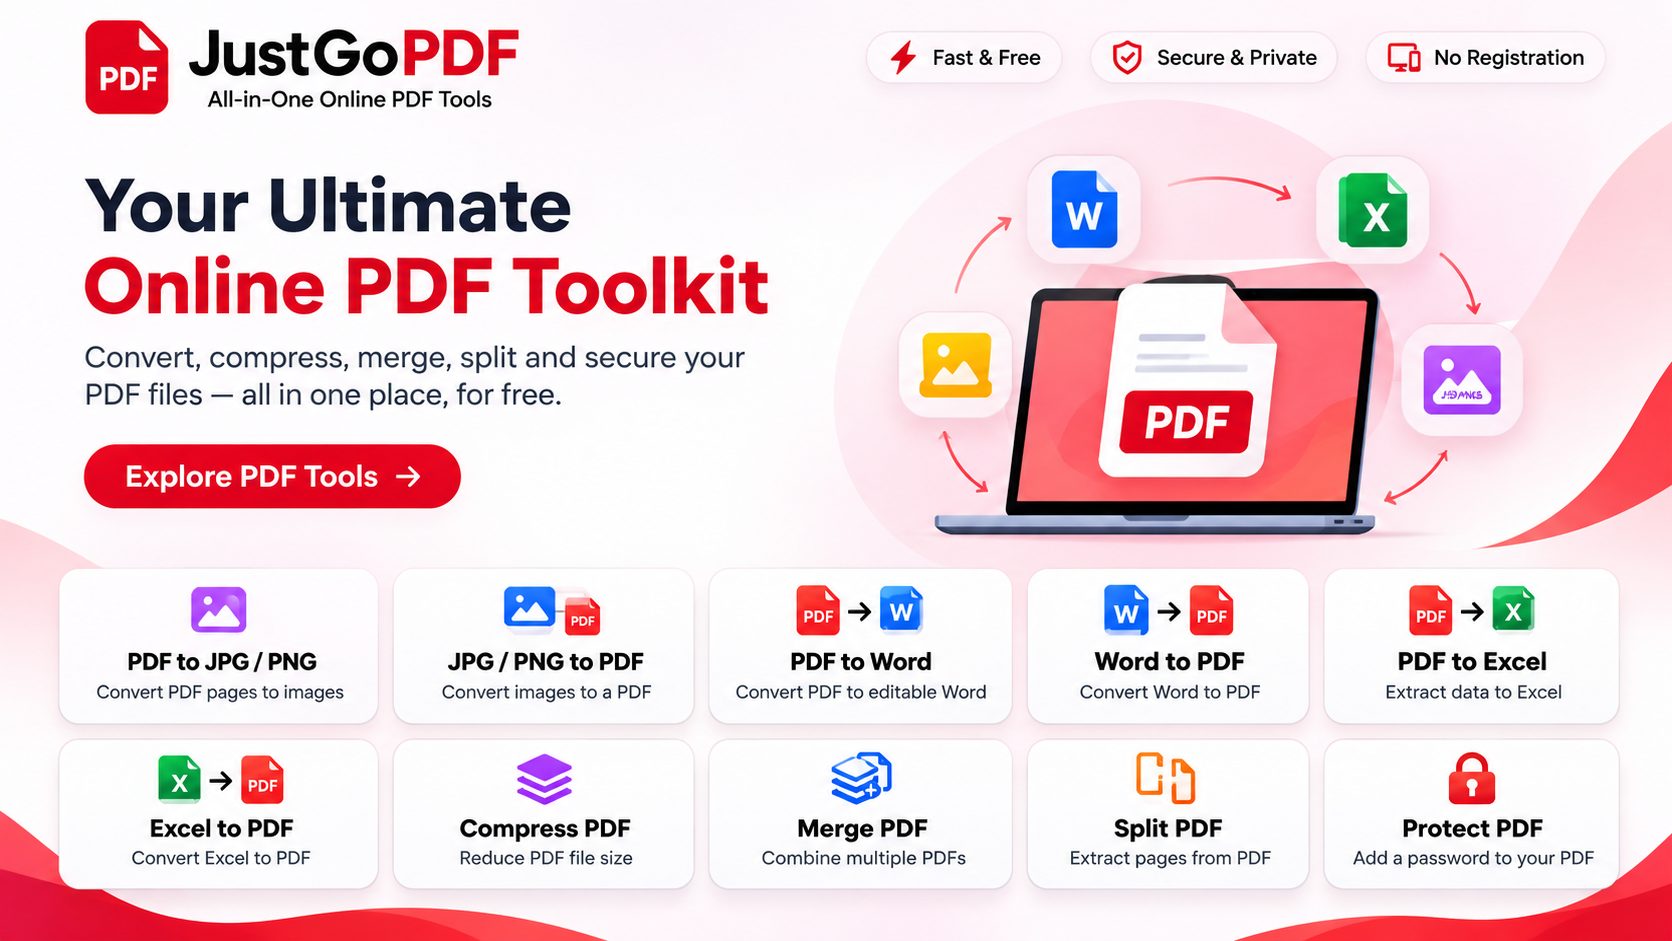 PDF
JustGoPDF
All-in-One Online PDF Tools
Fast & Free
Secure & Private
No Registration
Your Ultimate
Online PDF Toolkit
Convert, compress, merge, split and secure your
PDF files — all in one place, for free.
Explore PDF Tools
W
X
PDF
PDF to JPG / PNG
Convert PDF pages to images
PDF
JPG / PNG to PDF
Convert images to a PDF
PDF W
PDF to Word
Convert PDF to editable Word
W PDF
Word to PDF
Convert Word to PDF
PDF X
PDF to Excel
Extract data to Excel
X PDF
Excel to PDF
Convert Excel to PDF
Compress PDF
Reduce PDF file size
Merge PDF
Combine multiple PDFs
Split PDF
Extract pages from PDF
Protect PDF
Add a password to your PDF